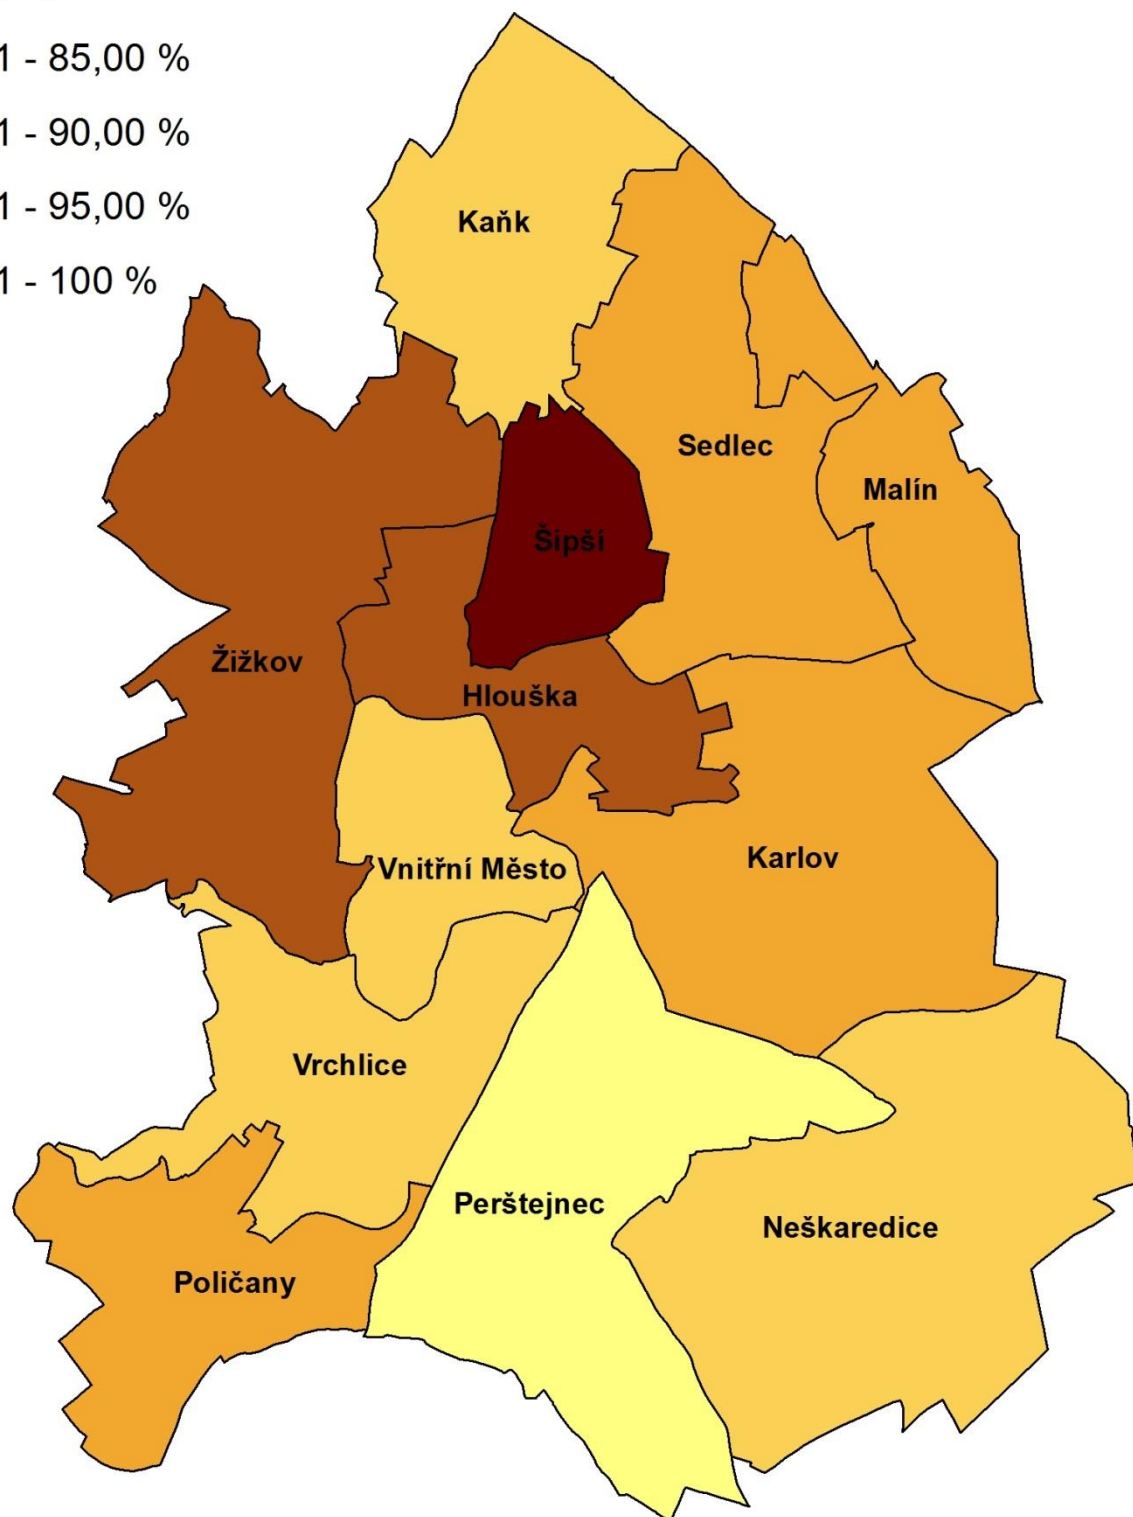 1 - 85,00 %
1 - 90,00 %
1 - 95,00 %
1 - 100 %
Kaňk
Sedlec
Malín
Šipší
Žižkov
Hlouška
Karlov
Vnitřní Město
Vrchlice
Perštejnec
Neškaredice
Poličany